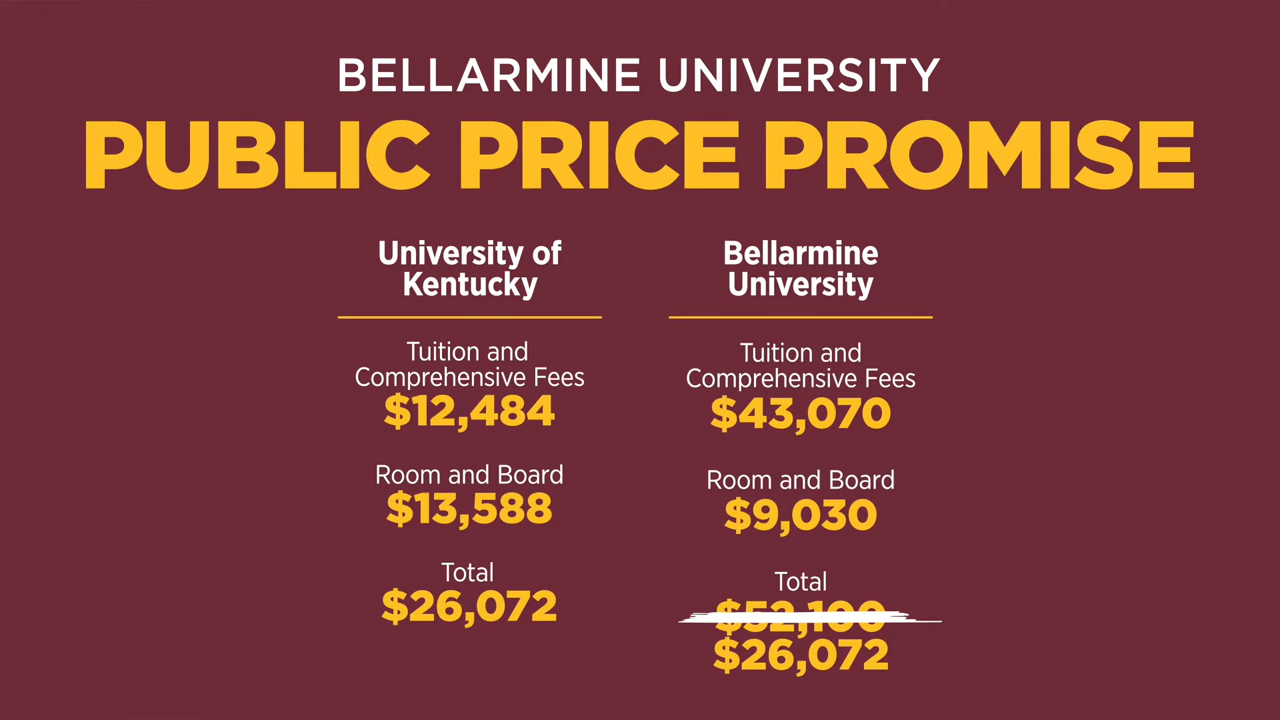 BELLARMINE UNIVERSITY
PUBLIC PRICE PROMISE
University of
Kentucky
Tuition and
Comprehensive Fees
$12,484
Room and Board
$13,588
Total
$26,072
Bellarmine
University
Tuition and
Comprehensive Fees
$43,070
Room and Board
$9,030
Total
$52,100
$26,072